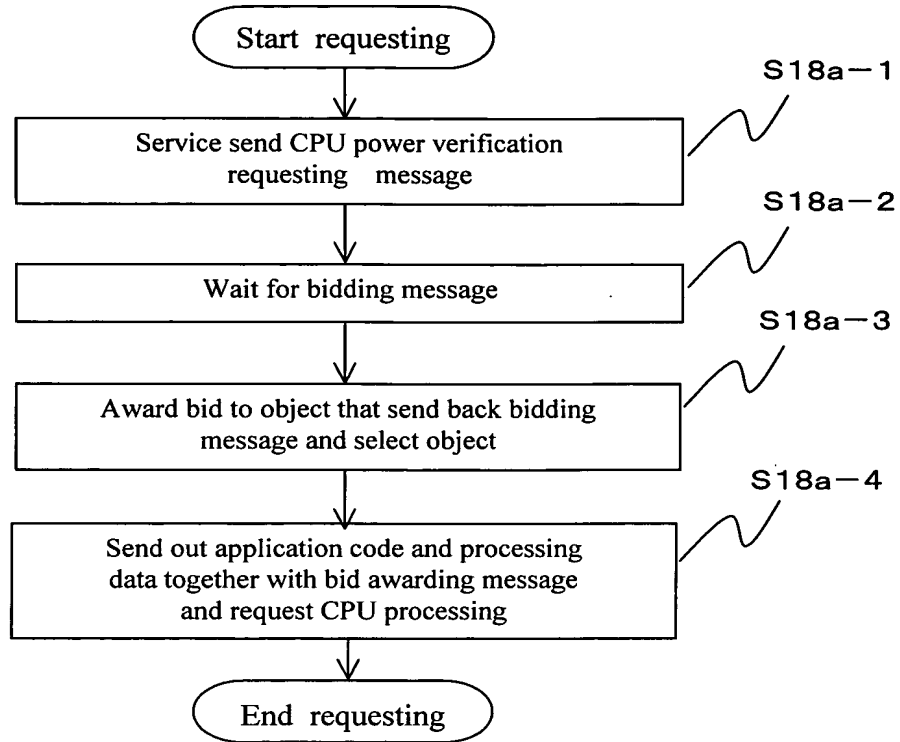 Start requesting
S18a-1
Service send CPU power verification
requesting message
S18a-2
Wait for bidding message
S18a-3
Award bid to object that send back bidding
message and select object
S18a-4
Send out application code and processing
data together with bid awarding message
and request CPU processing
End requesting